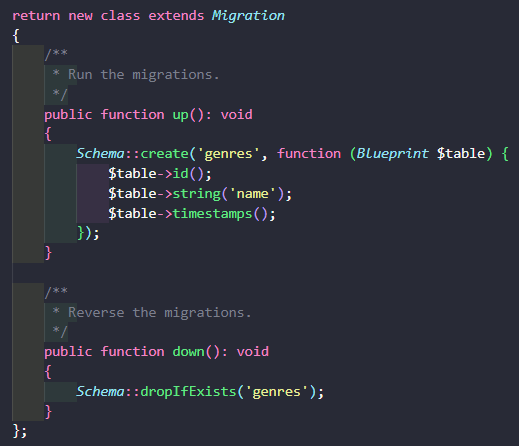 return new class extends Migration
{
    /**
     * Run the migrations.
     */
    public function up(): void
    {
        Schema::create('genres', function (Blueprint $table) {
            $table->id();
            $table->string('name');
            $table->timestamps();
        });
    }

    /**
     * Reverse the migrations.
     */
    public function down(): void
    {
        Schema::dropIfExists('genres');
    }
};